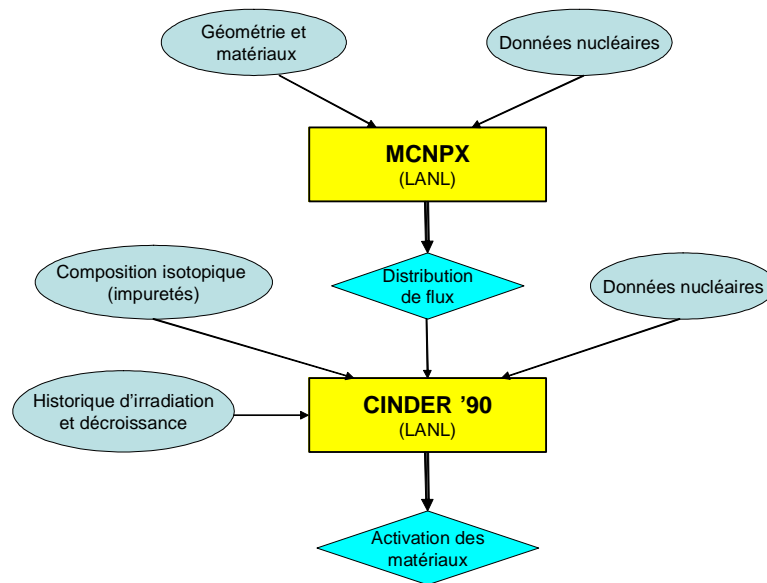 Géométrie et
matériaux
Données nucléaires
MCNPX
(LANL)
Distribution
de flux
Composition isotopique
(impuretés)
Données nucléaires
Historique d'irradiation
et décroissance
CINDER ’90
(LANL)
Activation des
matériaux